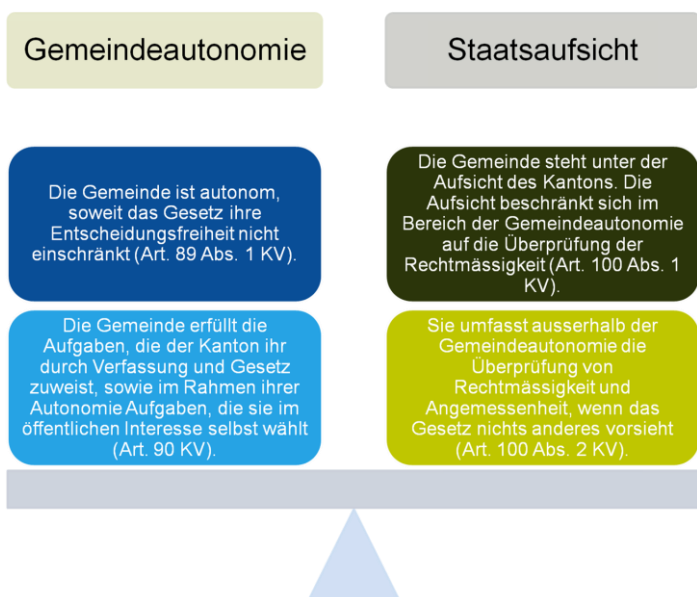 Gemeindeautonomie
Staatsaufsicht
Die Gemeinde ist autonom,
soweit das Gesetz ihre
Entscheidungsfreiheit nicht
einschränkt (Art. 89 Abs. 1 KV).
Die Gemeinde steht unter der
Aufsicht des Kantons. Die
Aufsicht beschränkt sich im
Bereich der Gemeindeautonomie
auf die Überprüfung der
Rechtmässigkeit (Art. 100 Abs. 1
KV).
Die Gemeinde erfüllt die
Aufgaben, die der Kanton ihr
durch Verfassung und Gesetz
zuweist, sowie im Rahmen ihrer
Autonomie Aufgaben, die sie im
öffentlichen Interesse selbst wählt
(Art. 90 KV).
Sie umfasst ausserhalb der
Gemeindeautonomie die
Überprüfung von
Rechtmässigkeit und
Angemessenheit, wenn das
Gesetz nichts anderes vorsieht
(Art. 100 Abs. 2 KV).